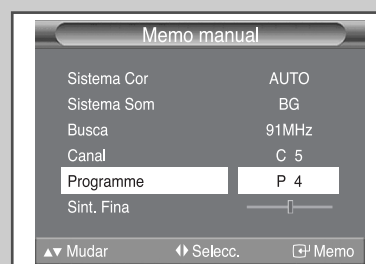 Memo manual
Sistema Cor AUTO
Sistema Som BG
Busca 91MHz
Canal C 5
Programme P 4
Sint. Fina
▲▼ Mudar ◀▶ Selecc. Memo